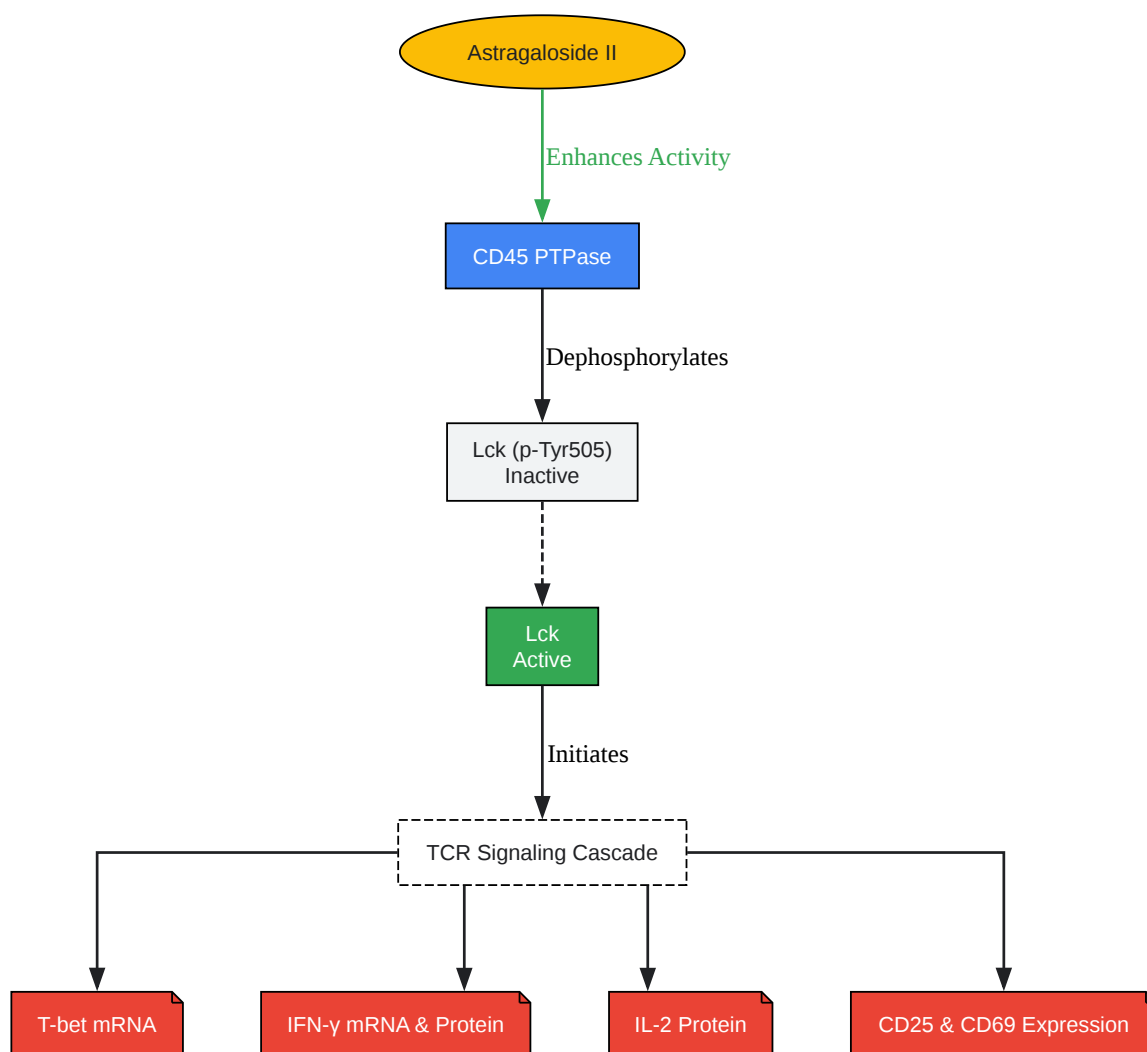 Astragaloside II
Enhances Activity
CD45 PTPase
Dephosphorylates
Lck (p-Tyr505)
Inactive
Lck
Active
Initiates
TCR Signaling Cascade
T-bet mRNA
IFN-γ mRNA & Protein
IL-2 Protein
CD25 & CD69 Expression